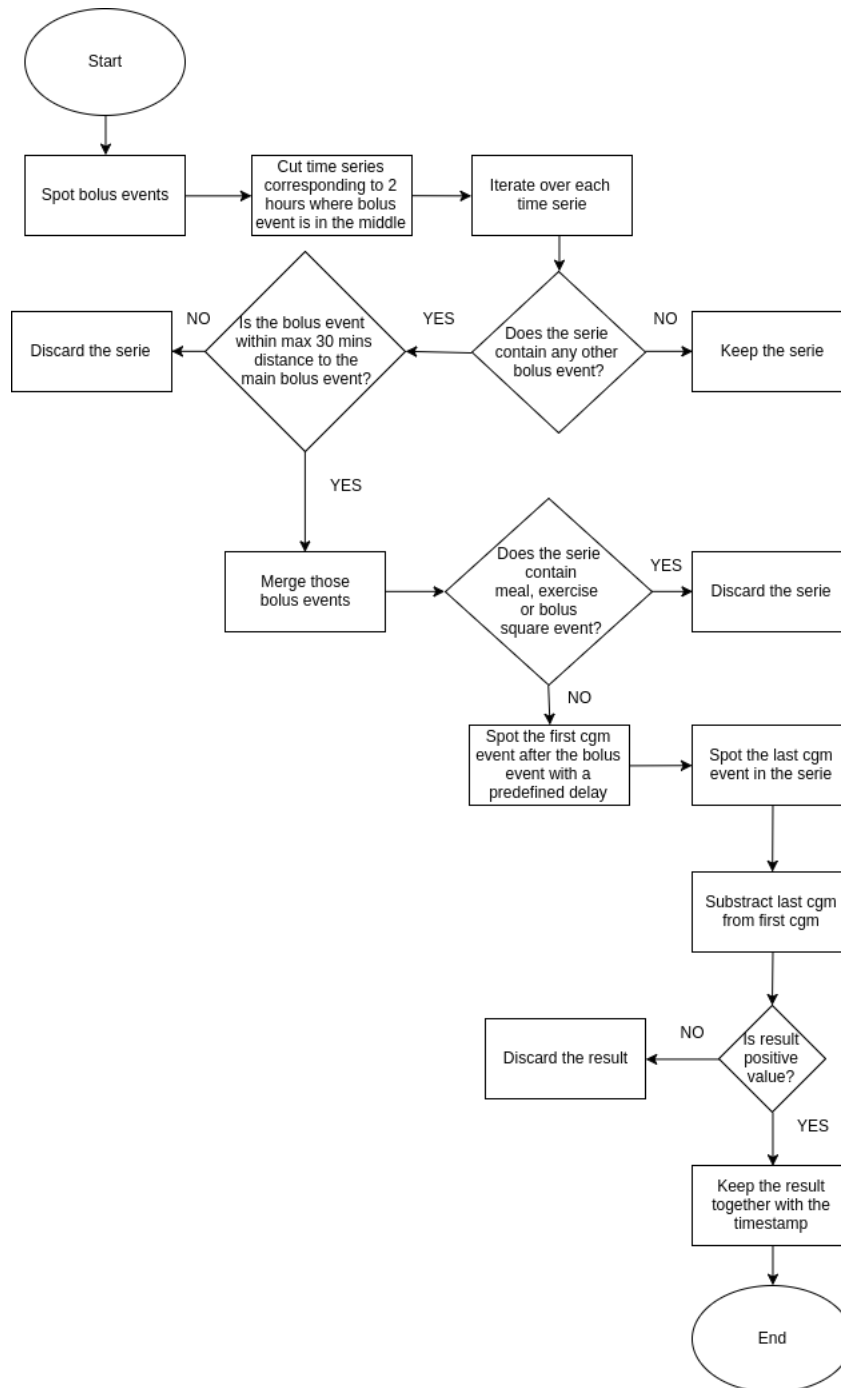 Start
Spot bolus events
Cut time series
corresponding to 2
hours where bolus
event is in the middle
Iterate over each
time serie
Does the serie
contain any other
bolus event?
NO
Keep the serie
YES
Is the bolus event
within max 30 mins
distance to the
main bolus event?
NO
Discard the serie
YES
Merge those
bolus events
Does the serie
contain
meal, exercise
or bolus
square event?
YES
Discard the serie
NO
Spot the first cgm
event after the bolus
event with a
predefined delay
Spot the last cgm
event in the serie
Substract last cgm
from first cgm
Is result
positive
value?
NO
Discard the result
YES
Keep the result
together with the
timestamp
End